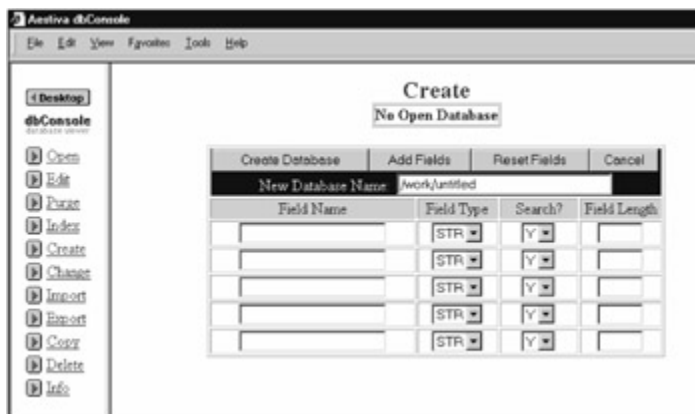 Aestiva dbConsole
File Edit View Favorites Tools Help
Desktop
dbConsole
database viewer
Open
Edit
Purge
Index
Create
Change
Import
Export
Copy
Delete
Info
Create
No Open Database
Create Database Add Fields Reset Fields Cancel
New Database Name: /work/untitled
Field Name Field Type Search? Field Length
STR Y
STR Y
STR Y
STR Y
STR Y